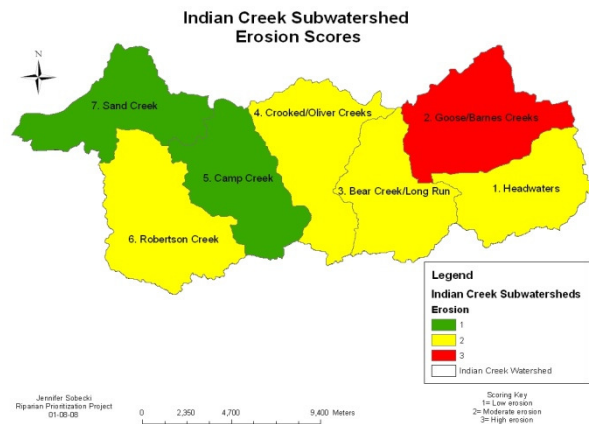 Indian Creek Subwatershed
Erosion Scores
N
7. Sand Creek
4. Crooked/Oliver Creeks
2. Goose/Barnes Creeks
5. Camp Creek
3. Bear Creek/Long Run
1. Headwaters
6. Robertson Creek
Legend
Indian Creek Subwatersheds
Erosion
1
2
3
Indian Creek Watershed
Jennifer Sobecki
Riparian Prioritization Project
01-08-08
0 2,350 4,700 9,400 Meters
Scoring Key
1= Low erosion
2= Moderate erosion
3= High erosion